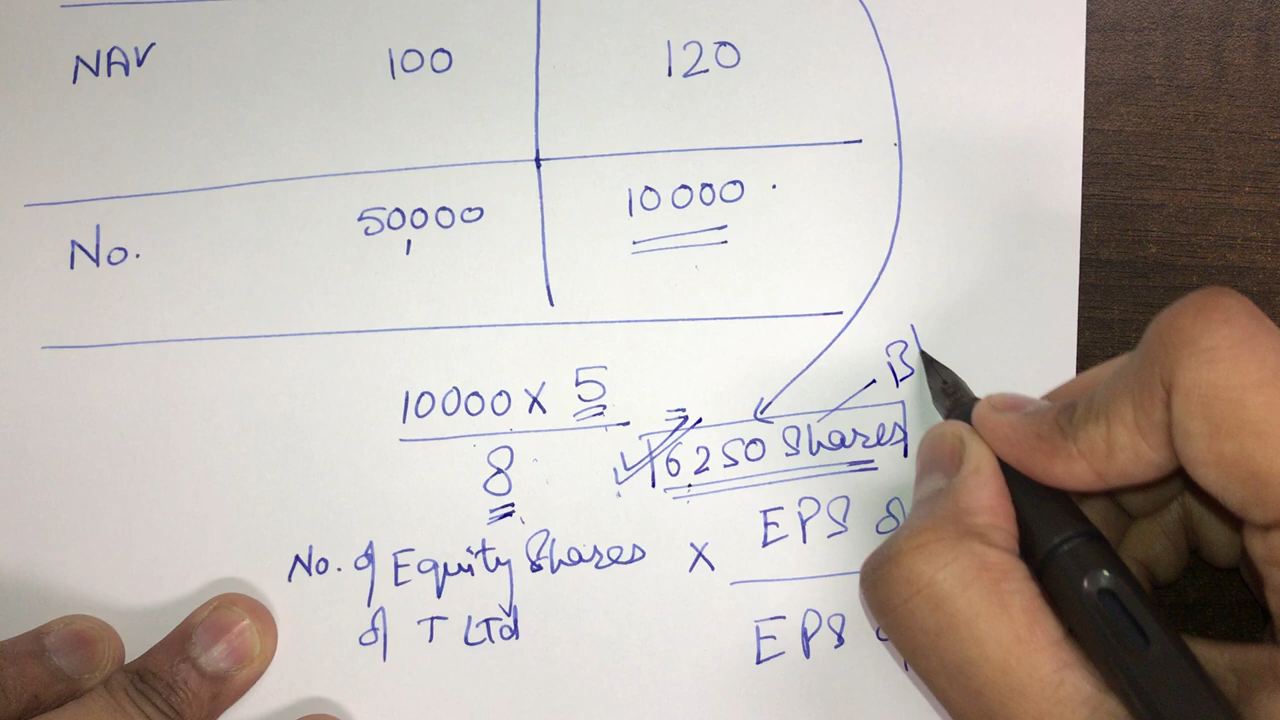 NAV 100 120
No. 50000 10000
10000 X 5
8
6250 Shares
B
No. of Equity Shares X EPS
of T LTd EPS